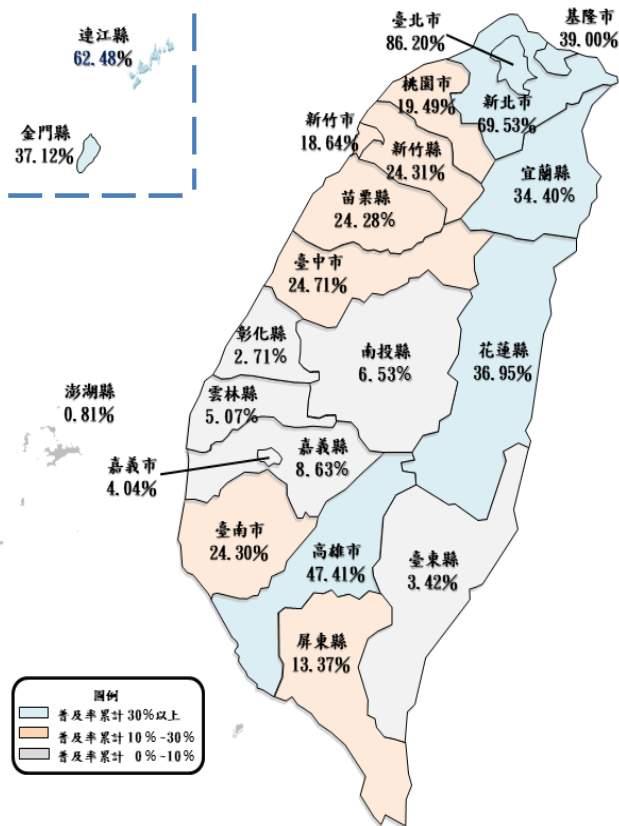 連江縣
62.48%
金門縣
37.12%
臺北市
86.20%
基隆市
39.00%
桃園市
19.49%
新北市
69.53%
新竹市
18.64%
新竹縣
24.31%
宜蘭縣
34.40%
苗栗縣
24.28%
臺中市
24.71%
彰化縣
2.71%
南投縣
6.53%
花蓮縣
36.95%
澎湖縣
0.81%
雲林縣
5.07%
嘉義市
4.04%
嘉義縣
8.63%
臺南市
24.30%
高雄市
47.41%
臺東縣
3.42%
屏東縣
13.37%
圖例
普及率累計 30%以上
普及率累計 10%~30%
普及率累計 0%~10%